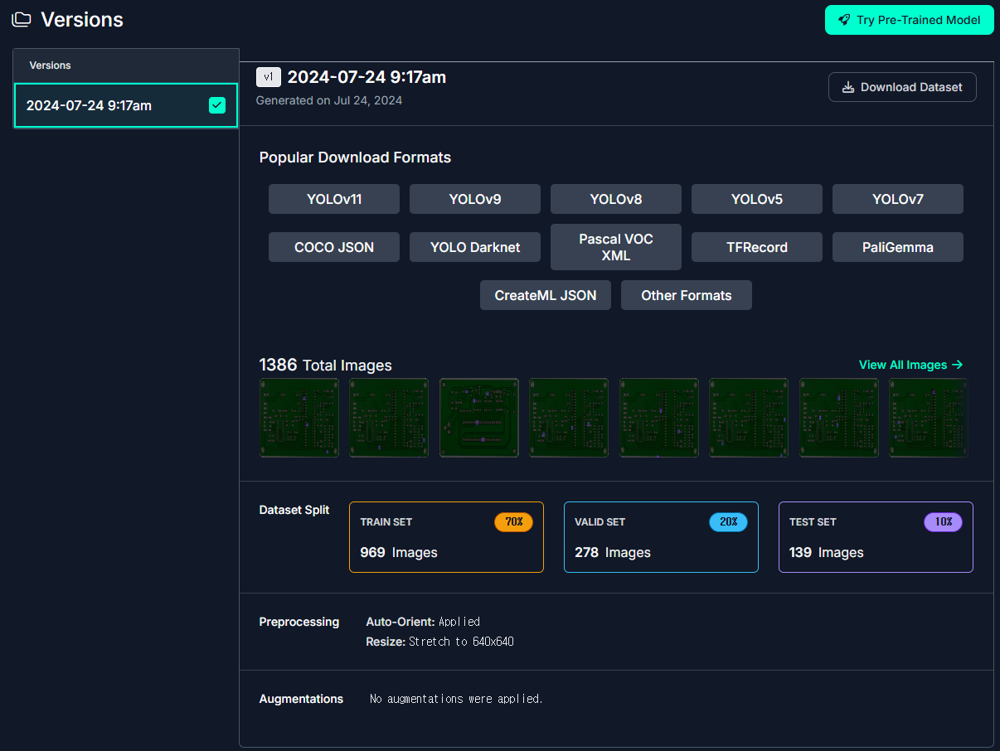 Versions
Try Pre-Trained Model
Versions
2024-07-24 9:17am
v1 2024-07-24 9:17am
Generated on Jul 24, 2024
Download Dataset
Popular Download Formats
YOLOv11
YOLOv9
YOLOv8
YOLOv5
YOLOv7
COCO JSON
YOLO Darknet
Pascal VOC
XML
TFRecord
PaliGemma
CreateML JSON
Other Formats
1386 Total Images
View All Images →
Dataset Split
TRAIN SET 70%
969 Images
VALID SET 20%
278 Images
TEST SET 10%
139 Images
Preprocessing
Auto-Orient: Applied
Resize: Stretch to 640x640
Augmentations
No augmentations were applied.